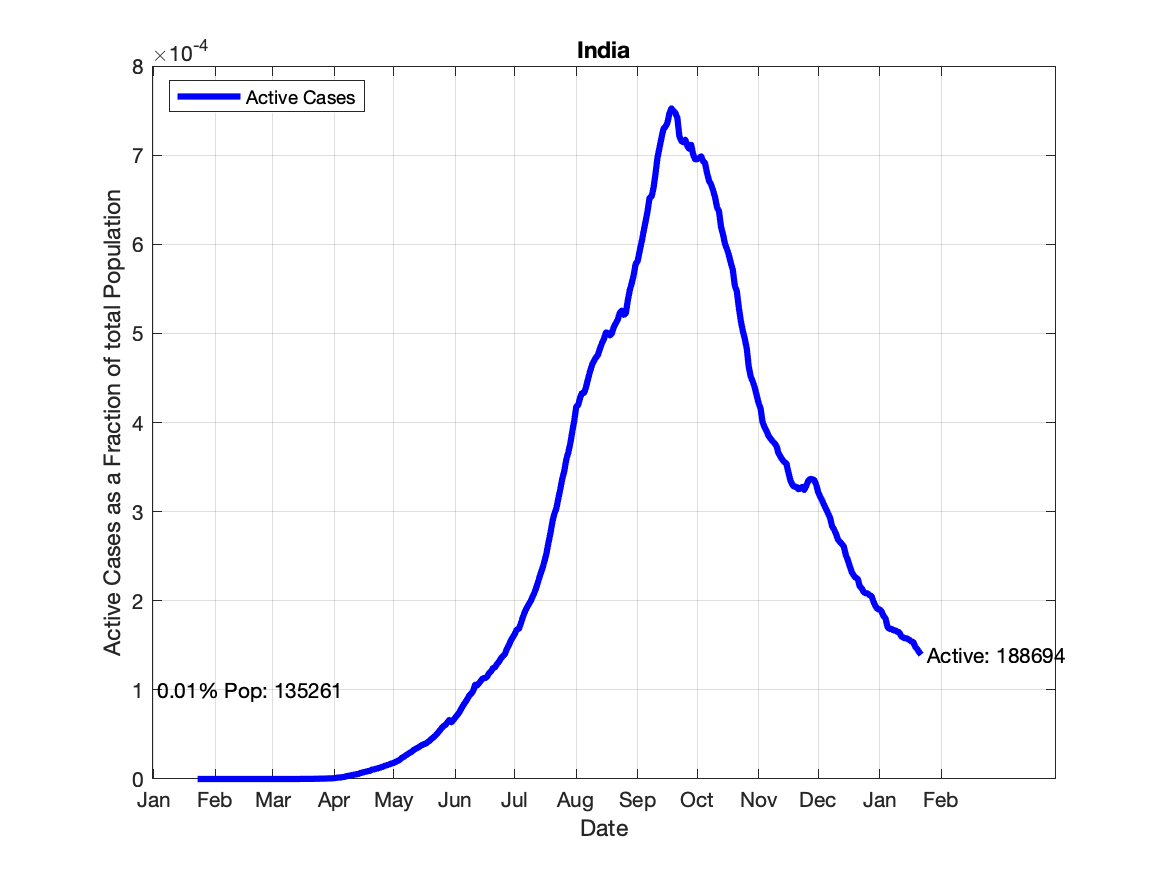 India
×10^-4
Active Cases
8
7
6
5
4
3
2
1
0
Active Cases as a Fraction of total Population
0.01% Pop: 135261
Active: 188694
Jan Feb Mar Apr May Jun Jul Aug Sep Oct Nov Dec Jan Feb
Date